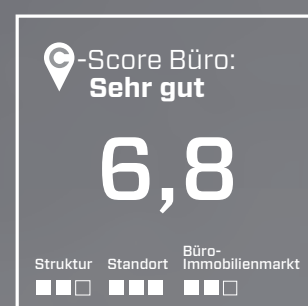 C-Score Büro:
Sehr gut
6,8
Struktur Standort Büro-
Immobilienmarkt